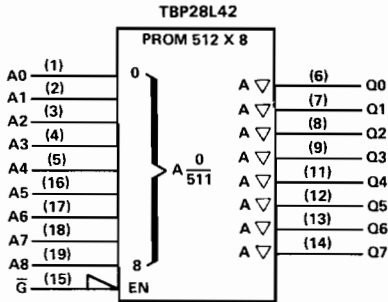 TBP28L42
PROM 512 X 8
A0 (1) 0 A ▽ (6) Q0
A1 (2) A ▽ (7) Q1
A2 (3) A ▽ (8) Q2
A3 (4) A ▽ (9) Q3
A4 (5) A 0/511 A ▽ (11) Q4
A5 (16) A ▽ (12) Q5
A6 (17) A ▽ (13) Q6
A7 (18) A ▽ (14) Q7
A8 (19) 8
G̅ (15) EN